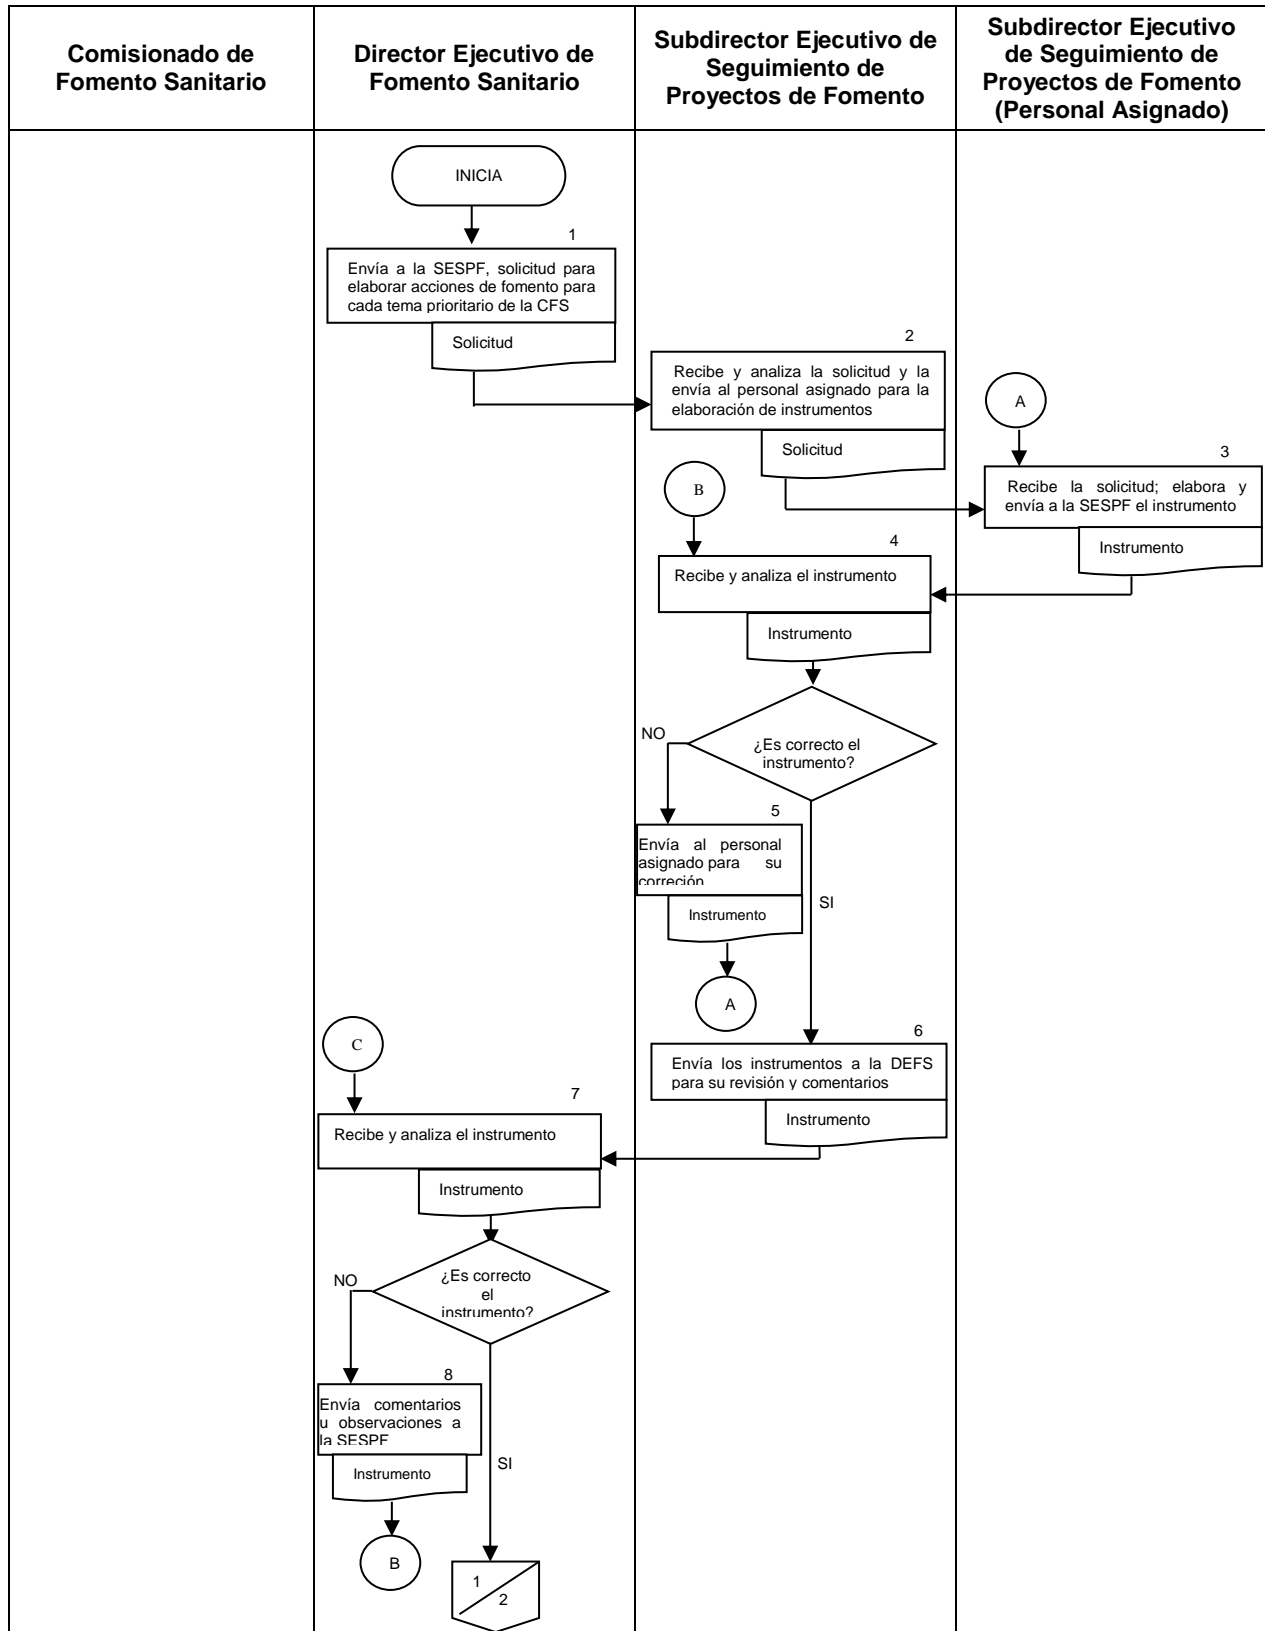 Comisionado de
Fomento Sanitario
Director Ejecutivo de
Fomento Sanitario
Subdirector Ejecutivo de
Seguimiento de
Proyectos de Fomento
Subdirector Ejecutivo
de Seguimiento de
Proyectos de Fomento
(Personal Asignado)
INICIA
1
Envía a la SESPF, solicitud para
elaborar acciones de fomento para
cada tema prioritario de la CFS
Solicitud
2
Recibe y analiza la solicitud y la
envía al personal asignado para la
elaboración de instrumentos
Solicitud
A
3
Recibe la solicitud; elabora y
envía a la SESPF el instrumento
Instrumento
B
4
Recibe y analiza el instrumento
Instrumento
¿Es correcto el
instrumento?
NO
5
Envía al personal
asignado para su
correción
Instrumento
SI
A
6
Envía los instrumentos a la DEFS
para su revisión y comentarios
Instrumento
C
7
Recibe y analiza el instrumento
Instrumento
¿Es correcto
el
instrumento?
NO
8
Envía comentarios
u observaciones a
la SESPF
Instrumento
SI
B
1
2